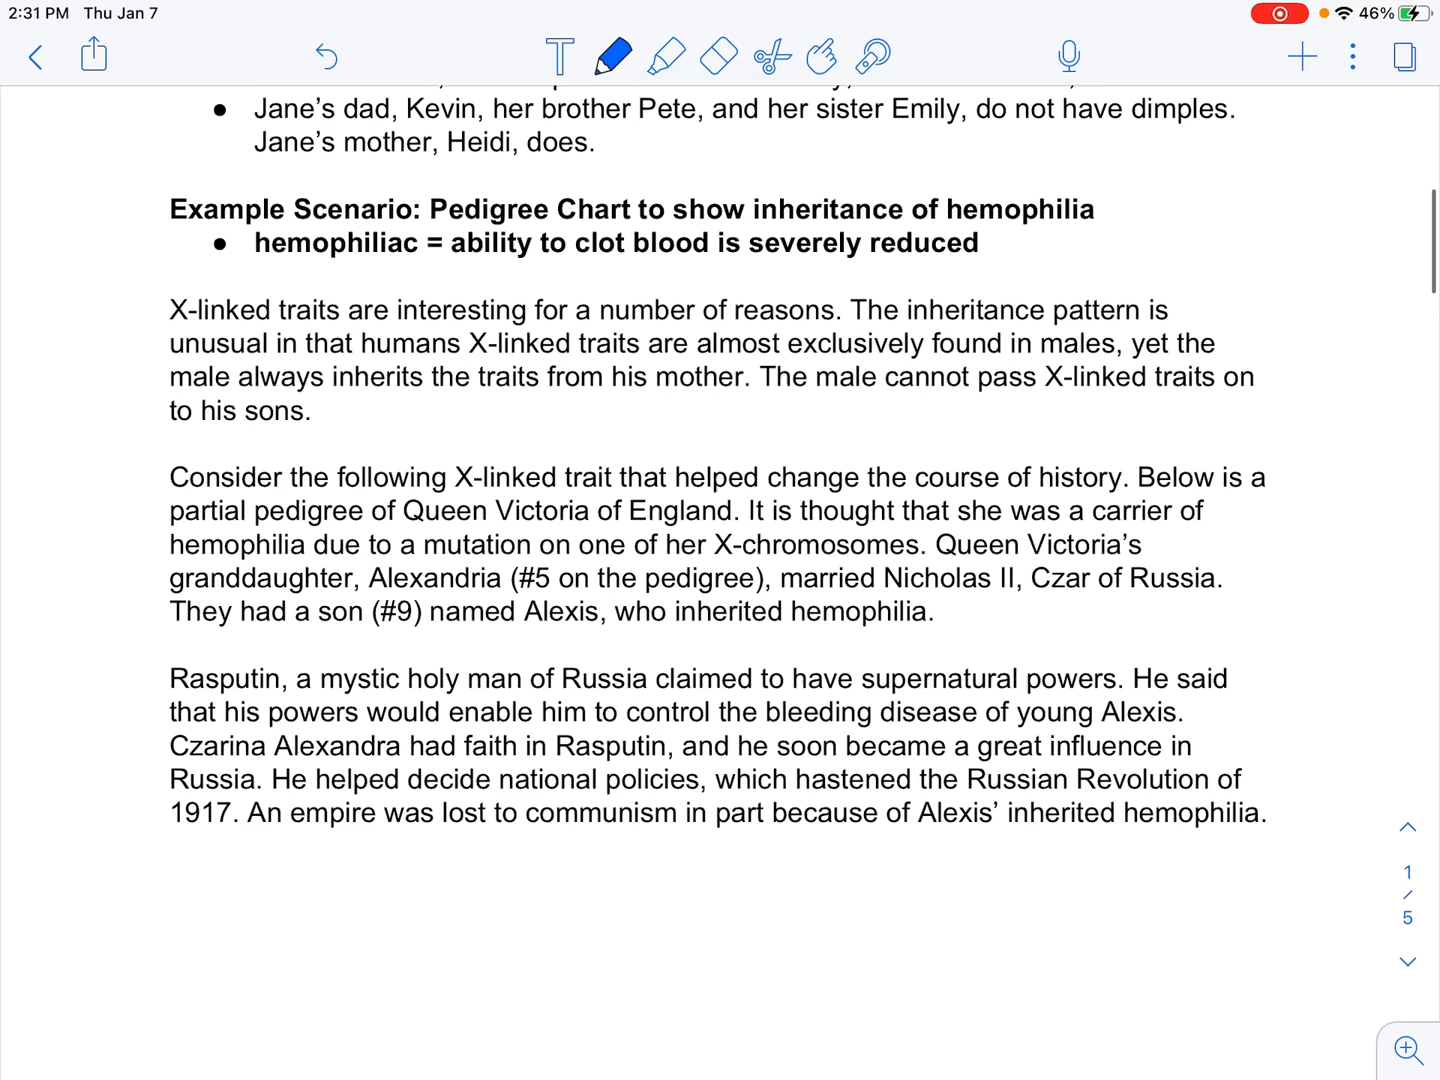 2:31 PM Thu Jan 7 46%
T
• Jane’s dad, Kevin, her brother Pete, and her sister Emily, do not have dimples.
Jane’s mother, Heidi, does.
Example Scenario: Pedigree Chart to show inheritance of hemophilia
• hemophiliac = ability to clot blood is severely reduced
X-linked traits are interesting for a number of reasons. The inheritance pattern is
unusual in that humans X-linked traits are almost exclusively found in males, yet the
male always inherits the traits from his mother. The male cannot pass X-linked traits on
to his sons.
Consider the following X-linked trait that helped change the course of history. Below is a
partial pedigree of Queen Victoria of England. It is thought that she was a carrier of
hemophilia due to a mutation on one of her X-chromosomes. Queen Victoria’s
granddaughter, Alexandria (#5 on the pedigree), married Nicholas II, Czar of Russia.
They had a son (#9) named Alexis, who inherited hemophilia.
Rasputin, a mystic holy man of Russia claimed to have supernatural powers. He said
that his powers would enable him to control the bleeding disease of young Alexis.
Czarina Alexandra had faith in Rasputin, and he soon became a great influence in
Russia. He helped decide national policies, which hastened the Russian Revolution of
1917. An empire was lost to communism in part because of Alexis’ inherited hemophilia.
1
/
5